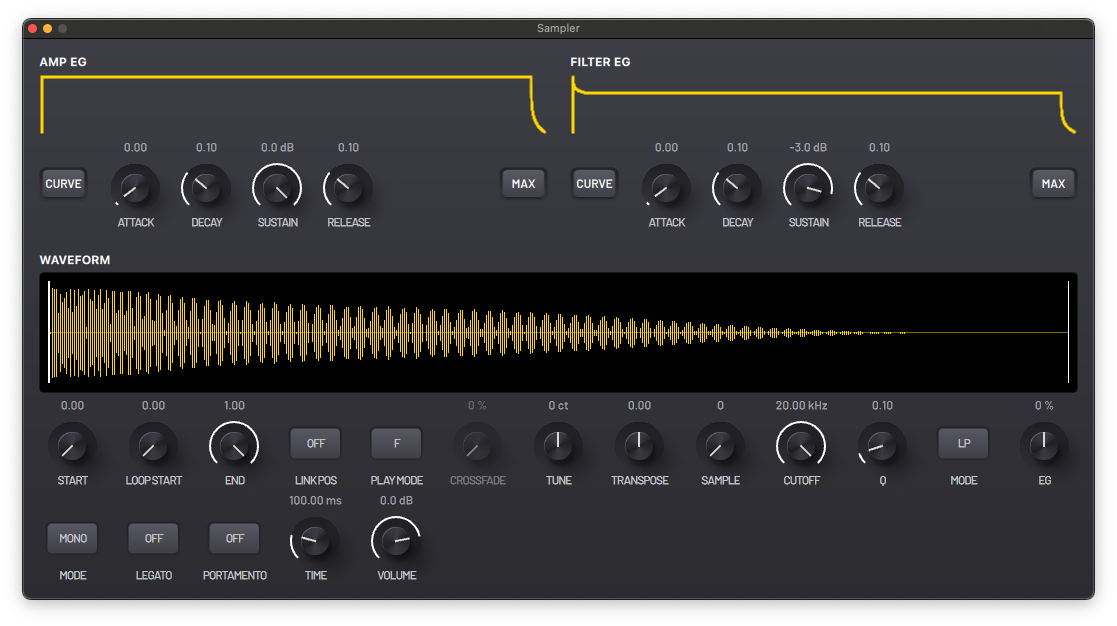 Sampler
AMP EG
FILTER EG
0.00 0.10 0.0 dB 0.10
CURVE MAX
ATTACK DECAY SUSTAIN RELEASE
0.00 0.10 -3.0 dB 0.10
CURVE MAX
ATTACK DECAY SUSTAIN RELEASE
WAVEFORM
0.00 0.00 1.00 0 % 0 ct 0.00 0 20.00 kHz 0.10 0 %
OFF F LP
START LOOP START END LINK POS PLAY MODE CROSSFADE TUNE TRANSPOSE SAMPLE CUTOFF Q MODE EG
100.00 ms 0.0 dB
MONO OFF OFF
MODE LEGATO PORTAMENTO TIME VOLUME